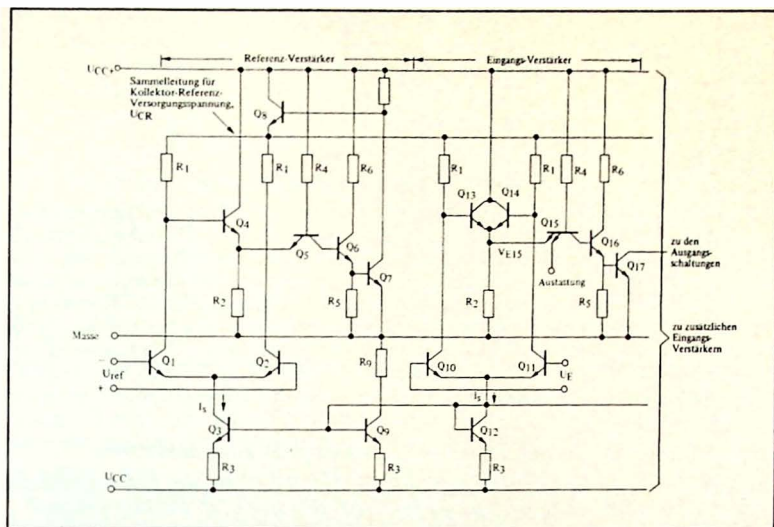 Referenz-Verstärker
Eingangs-Verstärker
UCC+
Sammelleitung für
Kollektor-Referenz-
Versorgungsspannung,
UCR
Q8
R1
R1
R4
R6
R1
R1
R4
R6
Q13
Q14
Q4
Q5
Q6
Q7
Q15
Q16
Q17
VE15
Austastung
zu den
Ausgangs-
schaltungen
R2
R5
R2
R5
Masse
zu zusätzlichen
Eingangs-
Verstärkern
–
Uref
+
Q1
Q2
R9
Q10
Q11
UE
Is
Is
Q3
Q9
Q12
R3
R3
R3
UCC